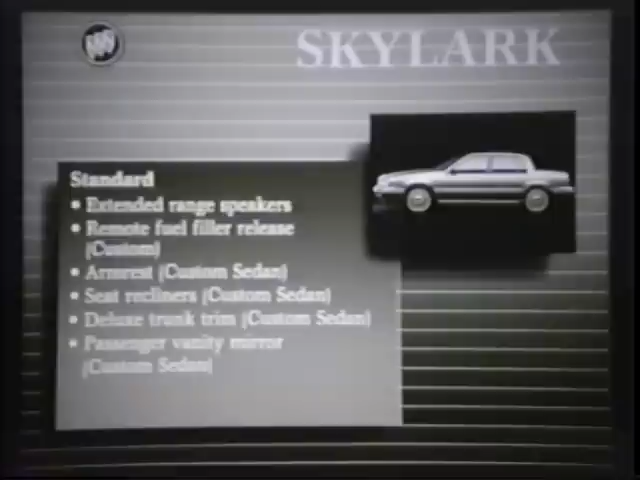 SKYLARK
Standard
• Extended range speakers
• Remote fuel filler release
(Custom)
• Armrest (Custom Sedan)
• Seat recliners (Custom Sedan)
• Deluxe trunk trim (Custom Sedan)
• Passenger vanity mirror
(Custom Sedan)